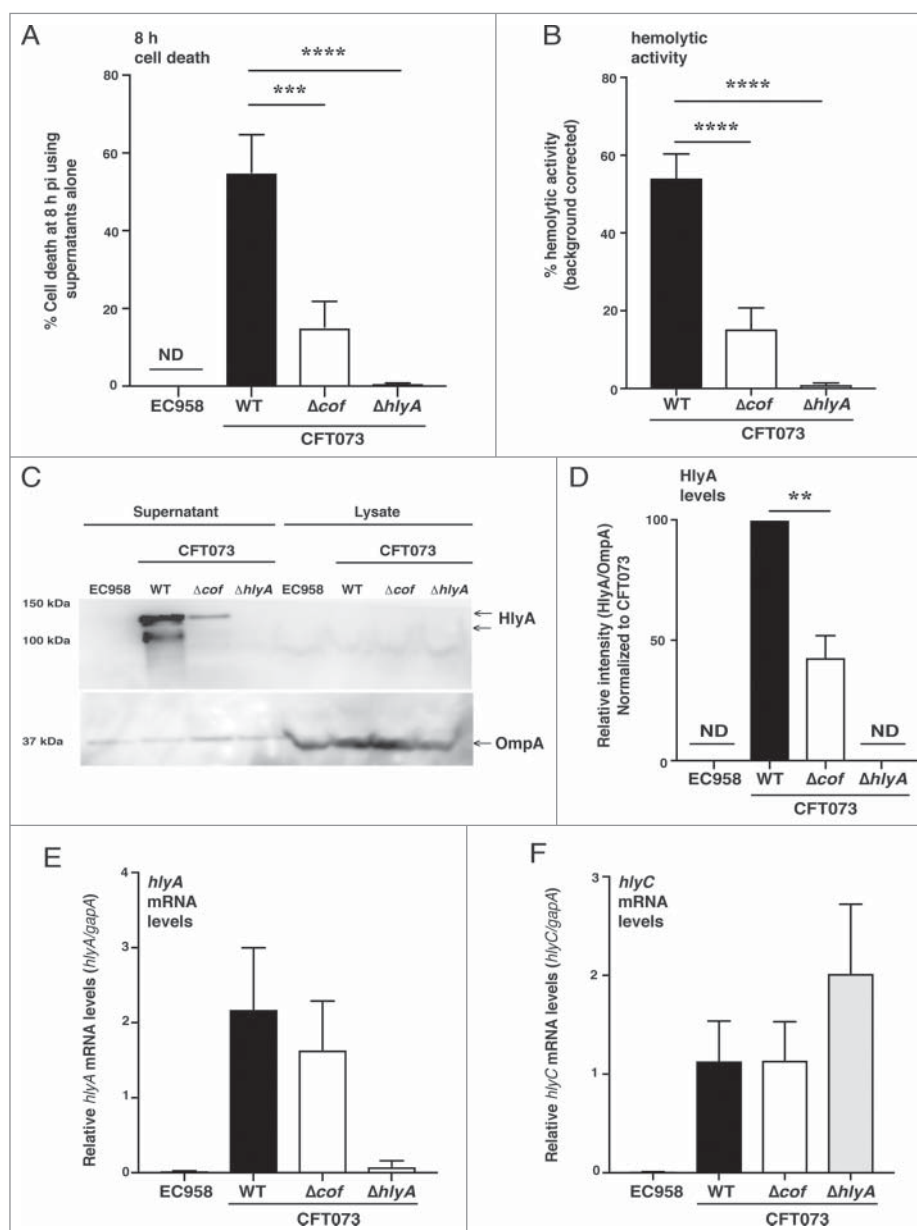 A
8 h
cell death
****
***
% Cell death at 8 h pi using
supernatants alone
80
60
40
20
0
ND
EC958
WT
Δcof
ΔhlyA
CFT073
B
hemolytic
activity
****
****
% hemolytic activity
(background corrected)
80
60
40
20
0
WT
Δcof
ΔhlyA
CFT073
C
Supernatant
Lysate
CFT073
CFT073
EC958
WT
Δcof
ΔhlyA
EC958
WT
Δcof
ΔhlyA
150 kDa
100 kDa
HlyA
37 kDa
OmpA
D
HlyA
levels
**
Relative intensity (HlyA/OmpA)
Normalized to CFT073
100
50
0
ND
ND
EC958
WT
Δcof
ΔhlyA
CFT073
E
hlyA
mRNA
levels
Relative hlyA mRNA levels (hlyA/gapA)
4
3
2
1
0
EC958
WT
Δcof
ΔhlyA
CFT073
F
hlyC
mRNA
levels
Relative hlyC mRNA levels (hlyC/gapA)
3
2
1
0
EC958
WT
Δcof
ΔhlyA
CFT073